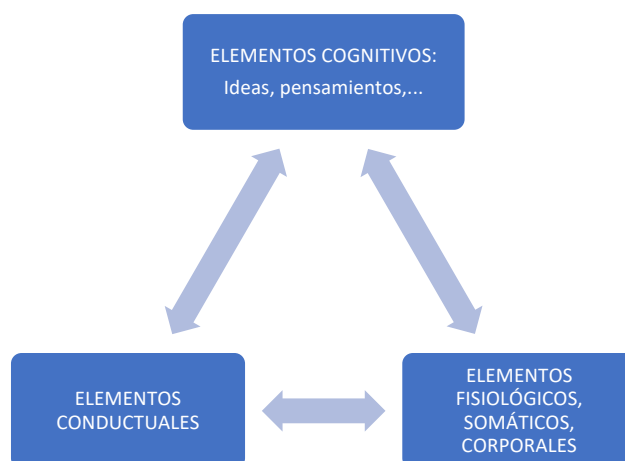 ELEMENTOS COGNITIVOS:
Ideas, pensamientos,...
ELEMENTOS
CONDUCTUALES
ELEMENTOS
FISIOLÓGICOS,
SOMÁTICOS,
CORPORALES